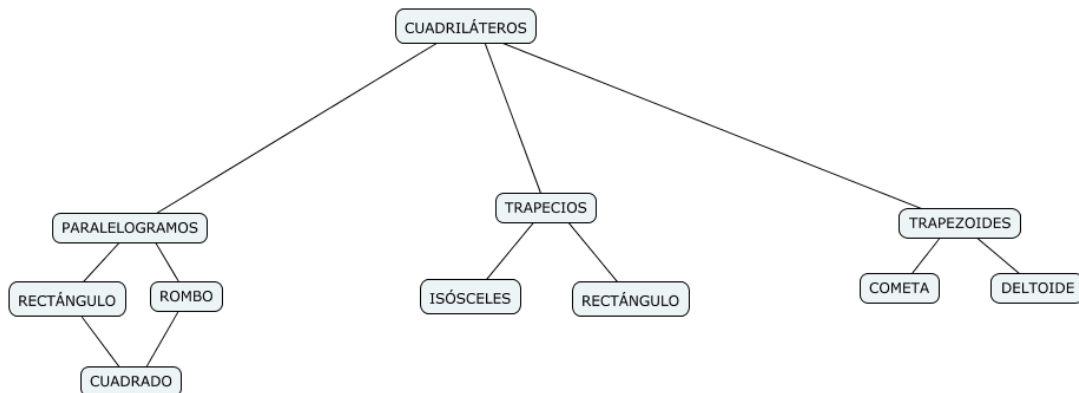 CUADRILÁTEROS
PARALELOGRAMOS
TRAPECIOS
TRAPEZOIDES
RECTÁNGULO
ROMBO
ISÓSCELES
RECTÁNGULO
COMETA
DELTOIDE
CUADRADO